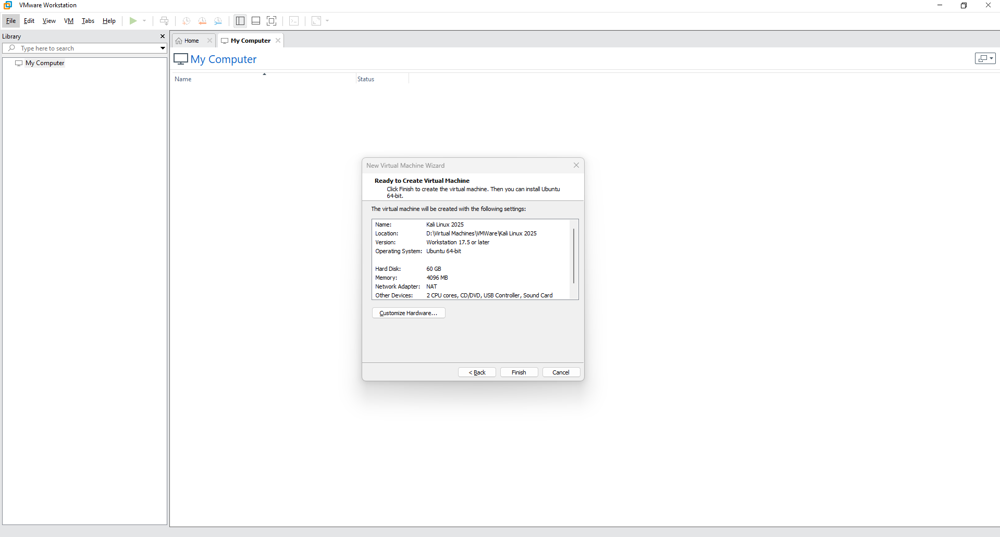 VMware Workstation
File Edit View VM Tabs Help
Library
Type here to search
My Computer
Home
My Computer
My Computer
Name Status
New Virtual Machine Wizard
Ready to Create Virtual Machine
Click Finish to create the virtual machine. Then you can install Ubuntu
64-bit.
The virtual machine will be created with the following settings:
Name: Kali Linux 2025
Location: D:\Virtual Machines\VMWare\Kali Linux 2025
Version: Workstation 17.5 or later
Operating System: Ubuntu 64-bit
Hard Disk: 60 GB
Memory: 4096 MB
Network Adapter: NAT
Other Devices: 2 CPU cores, CD/DVD, USB Controller, Sound Card
Customize Hardware...
< Back Finish Cancel